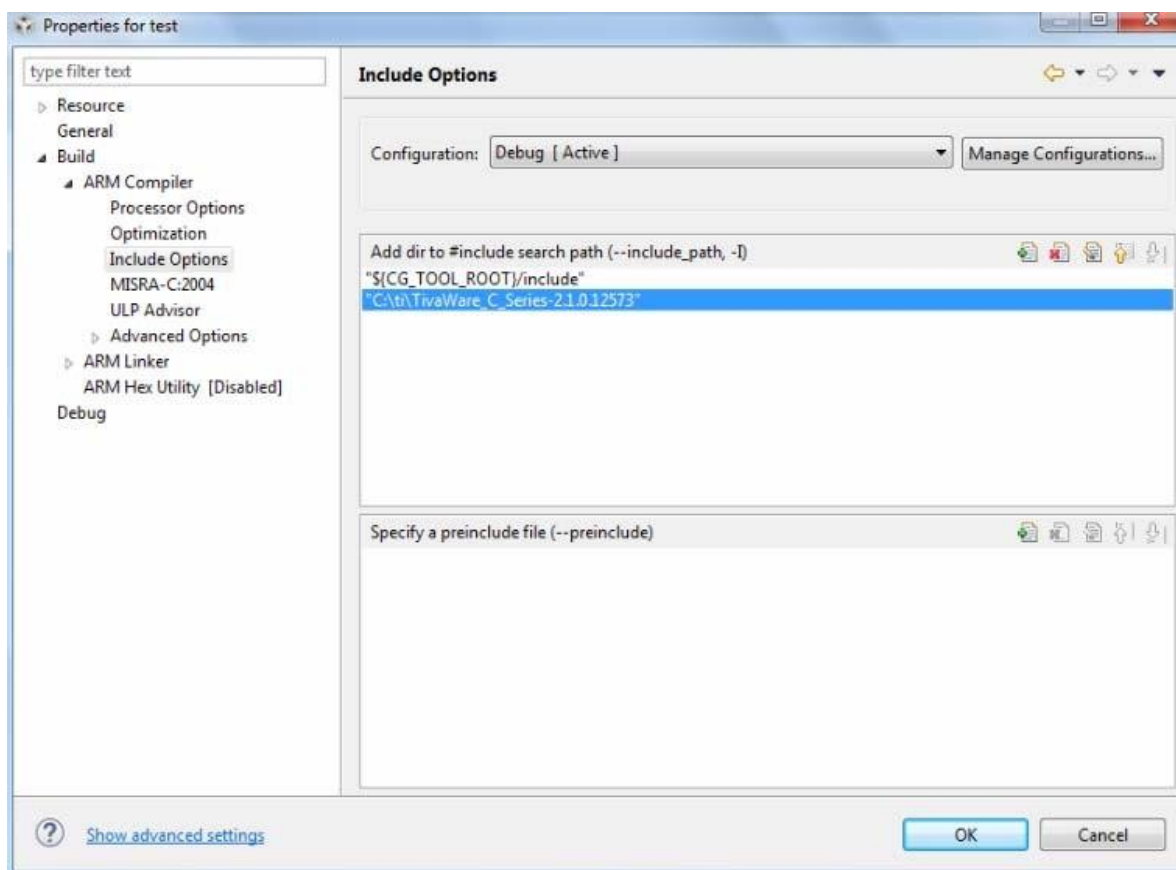 Properties for test
type filter text
Resource
General
Build
ARM Compiler
Processor Options
Optimization
Include Options
MISRA-C:2004
ULP Advisor
Advanced Options
ARM Linker
ARM Hex Utility [Disabled]
Debug
Include Options
Configuration: Debug [ Active ] Manage Configurations...
Add dir to #include search path (--include_path, -I)
"${CG_TOOL_ROOT}/include"
"C:\ti\TivaWare_C_Series-2.1.0.12573"
Specify a preinclude file (--preinclude)
Show advanced settings
OK Cancel